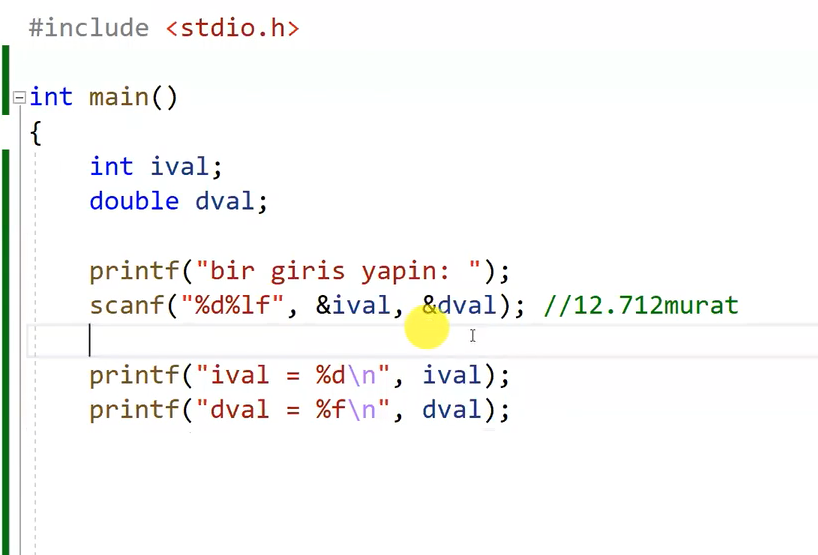 #include <stdio.h>
int main()
{
int ival;
double dval;
printf("bir giris yapin: ");
scanf("%d%lf", &ival, &dval); //12.712murat
printf("ival = %d\n", ival);
printf("dval = %f\n", dval);